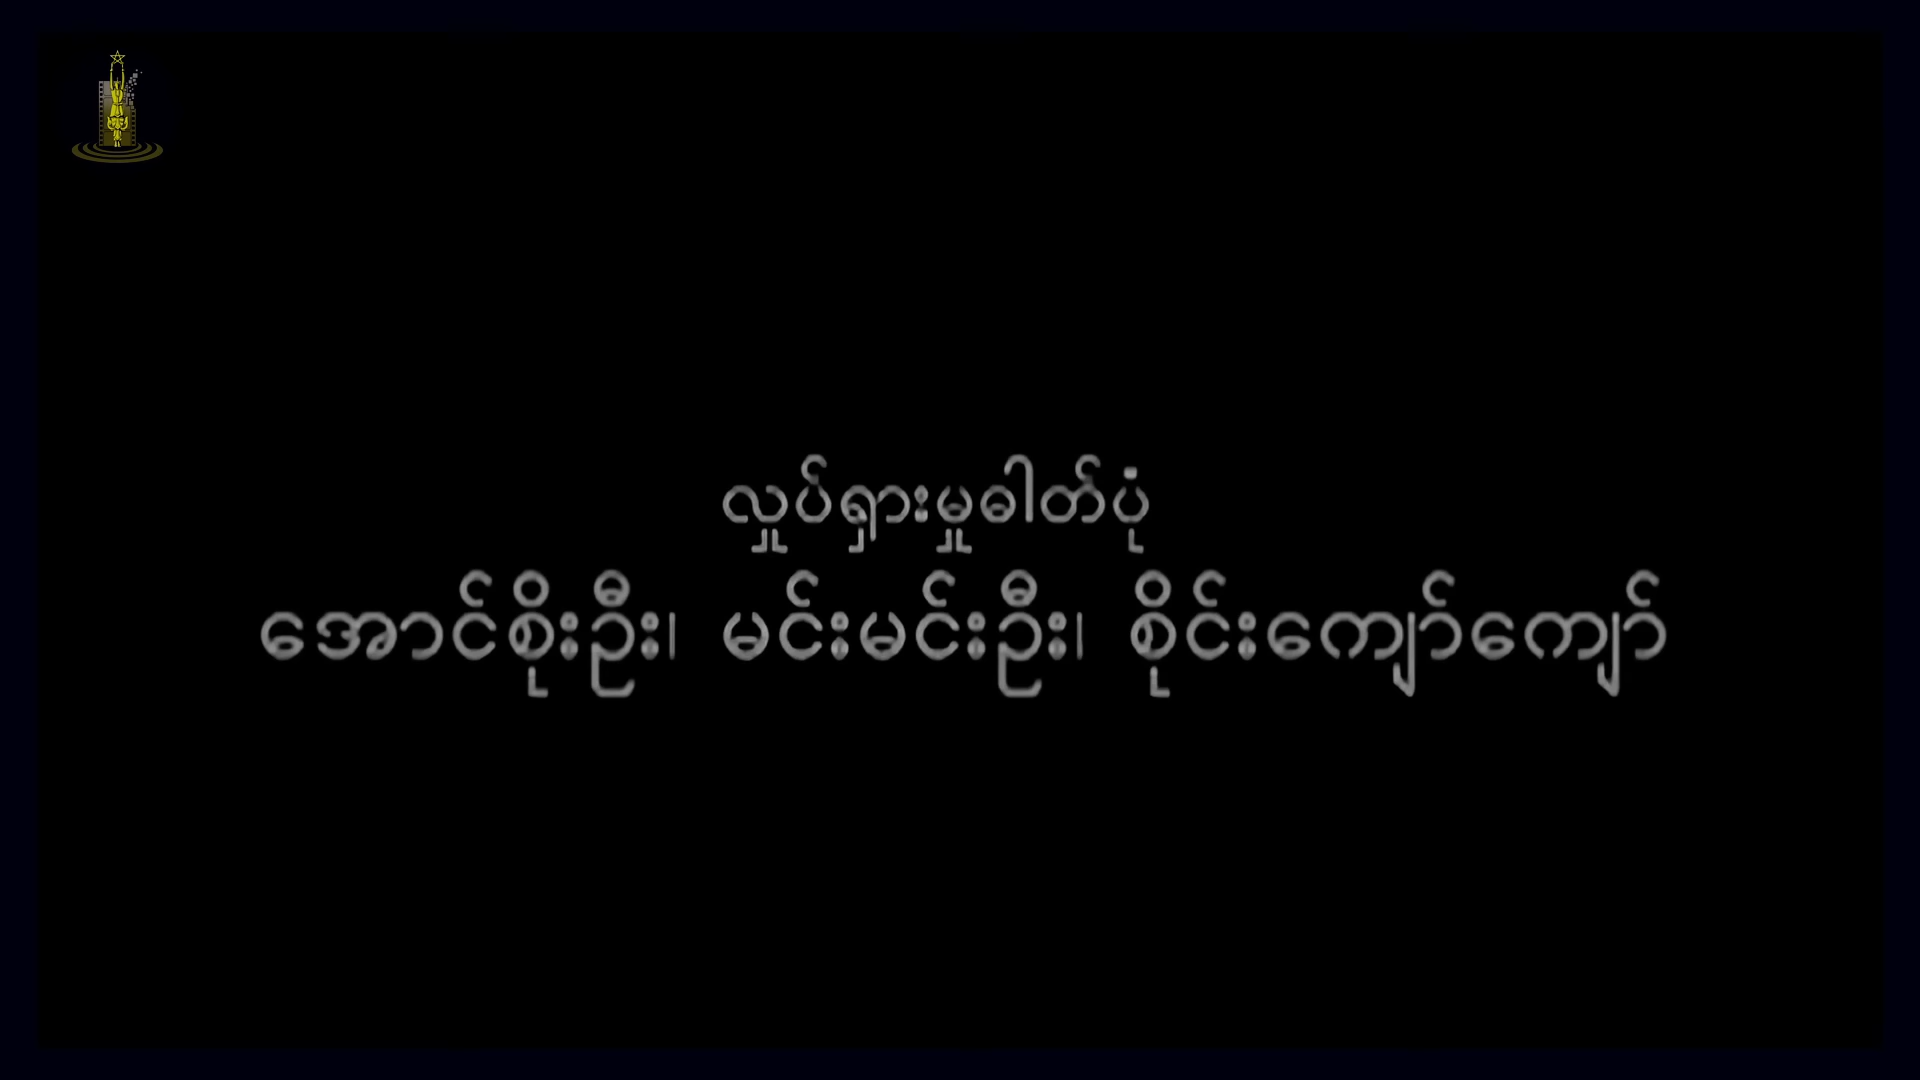 လှုပ်ရှားမှုဓါတ်ပုံ
အောင်စိုးဦး၊ မင်းမင်းဦး၊ စိုင်းကျော်ကျော်